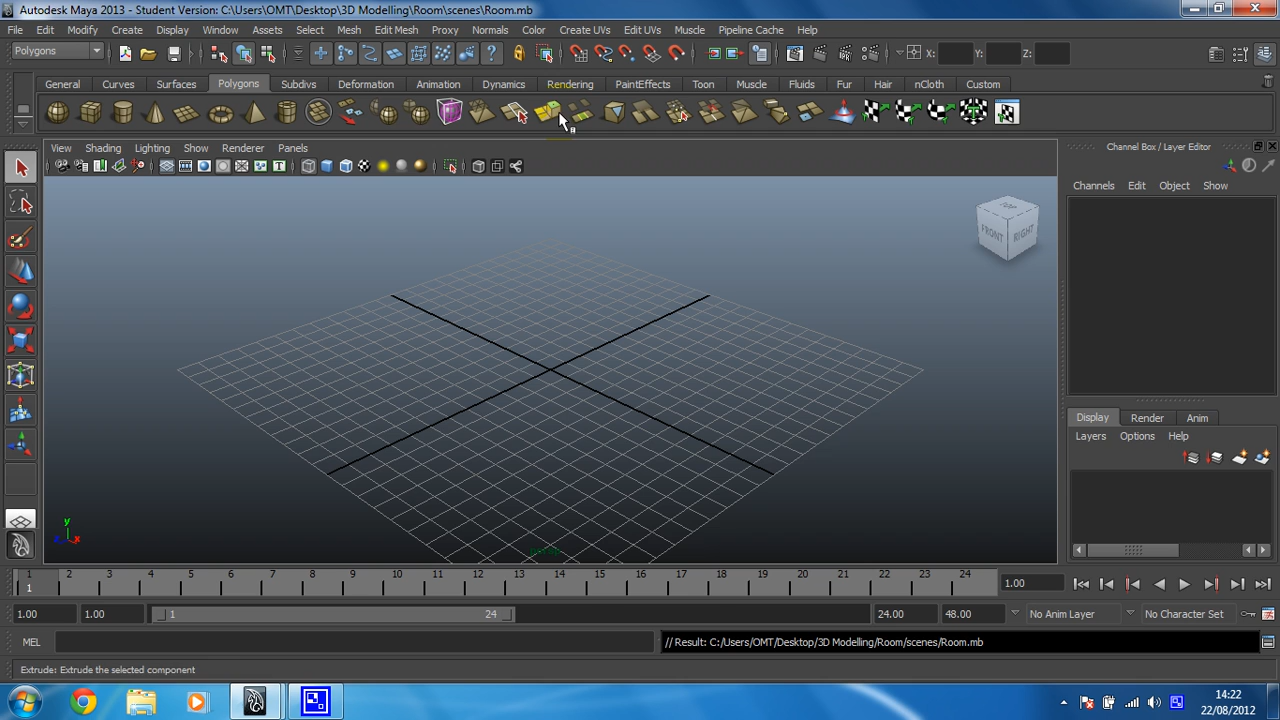 Autodesk Maya 2013 - Student Version: C:\Users\OMT\Desktop\3D Modelling\Room\scenes\Room.mb
File Edit Modify Create Display Window Assets Select Mesh Edit Mesh Proxy Normals Color Create UVs Edit UVs Muscle Pipeline Cache Help
Polygons X: Y: Z:
General Curves Surfaces Polygons Subdivs Deformation Animation Dynamics Rendering PaintEffects Toon Muscle Fluids Fur Hair nCloth Custom
View Shading Lighting Show Renderer Panels
Channel Box / Layer Editor
Channels Edit Object Show
TOP
FRONT RIGHT
Display Render Anim
Layers Options Help
y
x
persp
1 2 3 4 5 6 7 8 9 10 11 12 13 14 15 16 17 18 19 20 21 22 23 24
1 1.00
1.00 1.00 1 24 24.00 48.00 No Anim Layer No Character Set
MEL // Result: C:/Users/OMT/Desktop/3D Modelling/Room/scenes/Room.mb
Extrude: Extrude the selected component
14:22
22/08/2012